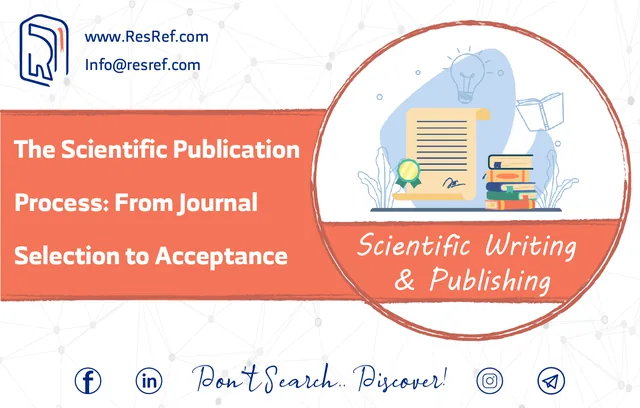 www.ResRef.com
Info@resref.com
The Scientific Publication
Process: From Journal
Selection to Acceptance
Scientific Writing
& Publishing
Don't Search.. Discover!